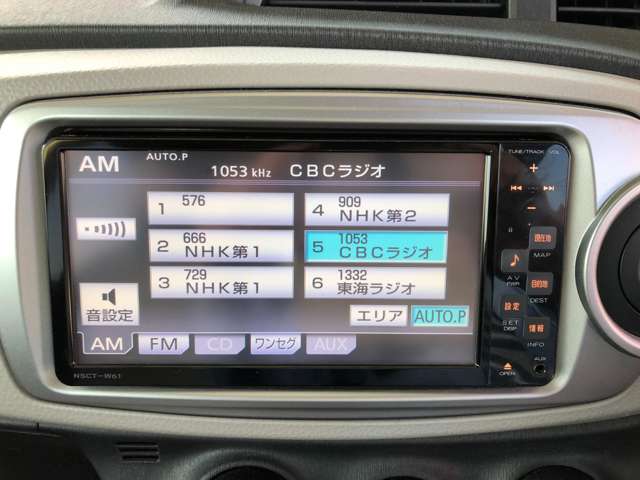 AM AUTO.P 1053 kHz CBCラジオ
1 576
4 909 NHK第2
2 666 NHK第1
5 1053 CBCラジオ
3 729 NHK第1
6 1332 東海ラジオ
音設定
エリア AUTO.P
AM FM CD ワンセグ AUX
NSCT-W61
TUNE/TRACK VOL
+
−
現在地
MAP
AV PWR
目的地
DEST
設定
SET DISP
情報
INFO
OPEN
AUX